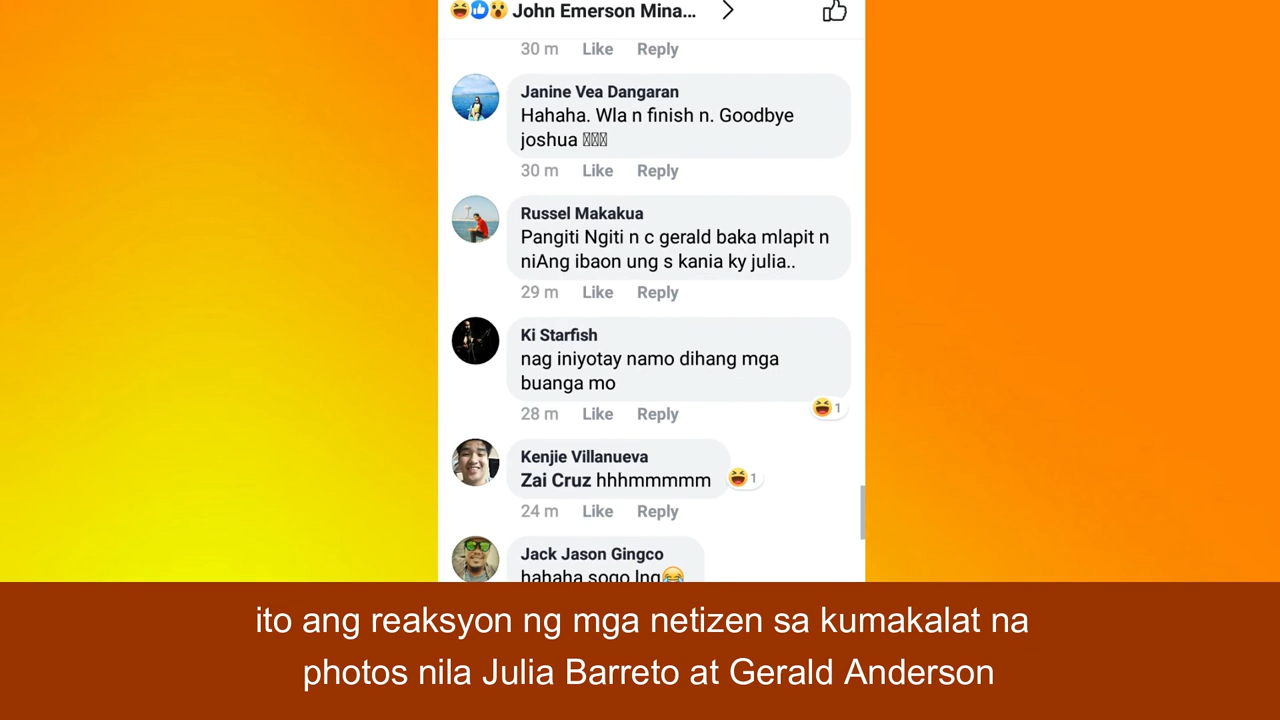 John Emerson Mina...
30 m Like Reply
Janine Vea Dangaran
Hahaha. Wla n finish n. Goodbye
joshua
30 m Like Reply
Russel Makakua
Pangiti Ngiti n c gerald baka mlapit n
niAng ibaon ung s kania ky julia..
29 m Like Reply
Ki Starfish
nag iniyotay namo dihang mga
buanga mo
1
28 m Like Reply
Kenjie Villanueva
Zai Cruz hhhmmmmm
1
24 m Like Reply
Jack Jason Gingco
hahaha sogo lng😂
ito ang reaksyon ng mga netizen sa kumakalat na
photos nila Julia Barreto at Gerald Anderson